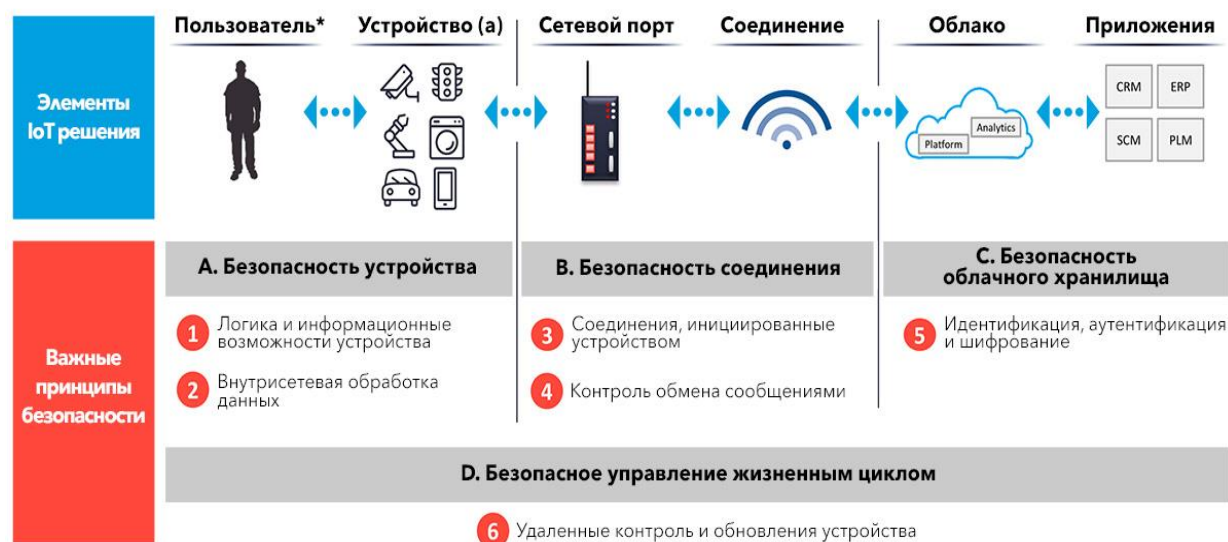 Пользователь*
Устройство (а)
Сетевой порт
Соединение
Облако
Приложения
Элементы
IoT решения
Platform
Analytics
CRM
ERP
SCM
PLM
Важные
принципы
безопасности
A. Безопасность устройства
1 Логика и информационные
возможности устройства
2 Внутрисетевая обработка
данных
B. Безопасность соединения
3 Соединения, инициированные
устройством
4 Контроль обмена сообщениями
C. Безопасность
облачного хранилища
5 Идентификация, аутентификация
и шифрование
D. Безопасное управление жизненным циклом
6 Удаленные контроль и обновления устройства